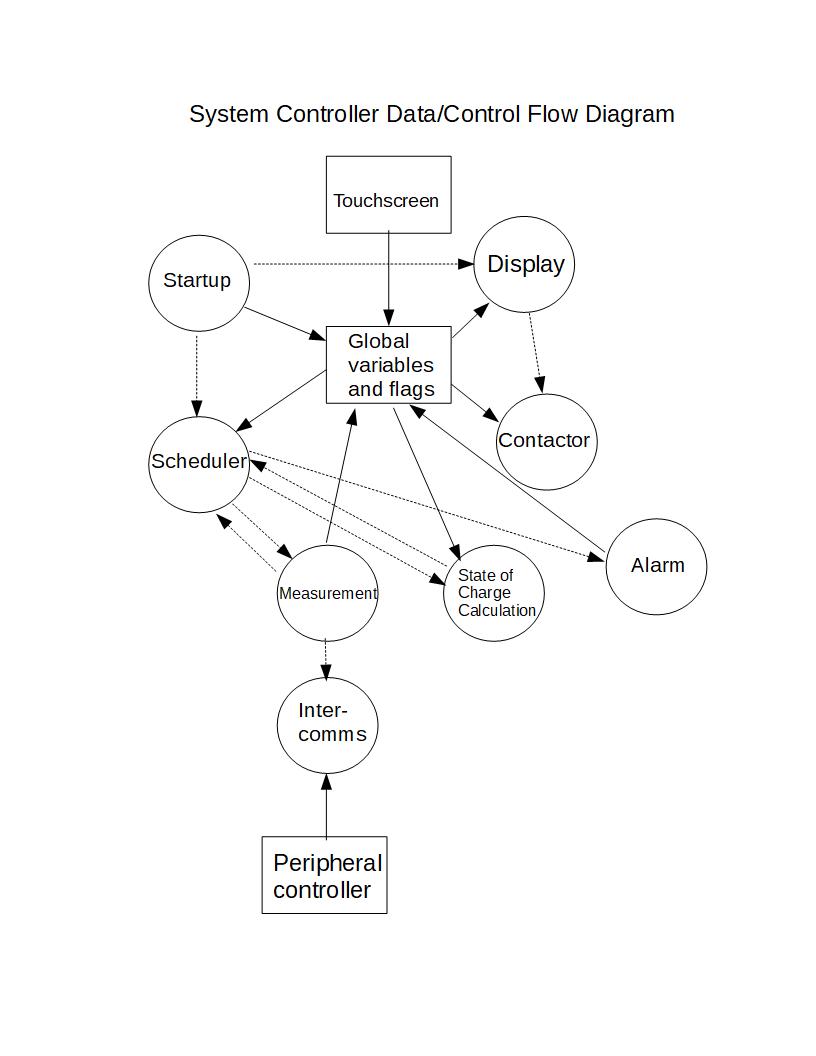 System Controller Data/Control Flow Diagram
Touchscreen
Display
Startup
Global
variables
and flags
Contactor
Scheduler
Alarm
State of
Charge
Calculation
Measurement
Inter-
comms
Peripheral
controller